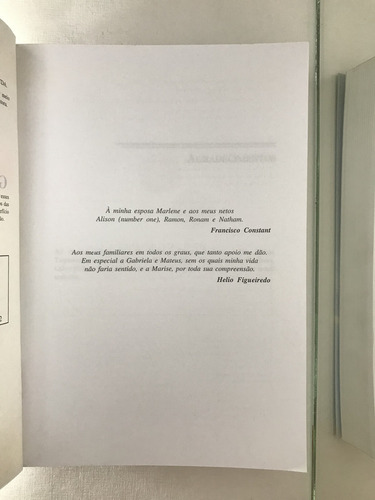 À minha esposa Marlene e aos meus netos
Alison (number one), Ramon, Ronam e Natham.
Francisco Constant
Aos meus familiares em todos os graus, que tanto apoio me dão.
Em especial a Gabriela e Mateus, sem os quais minha vida
não faria sentido, e a Marise, por toda sua compreensão.
Helio Figueiredo